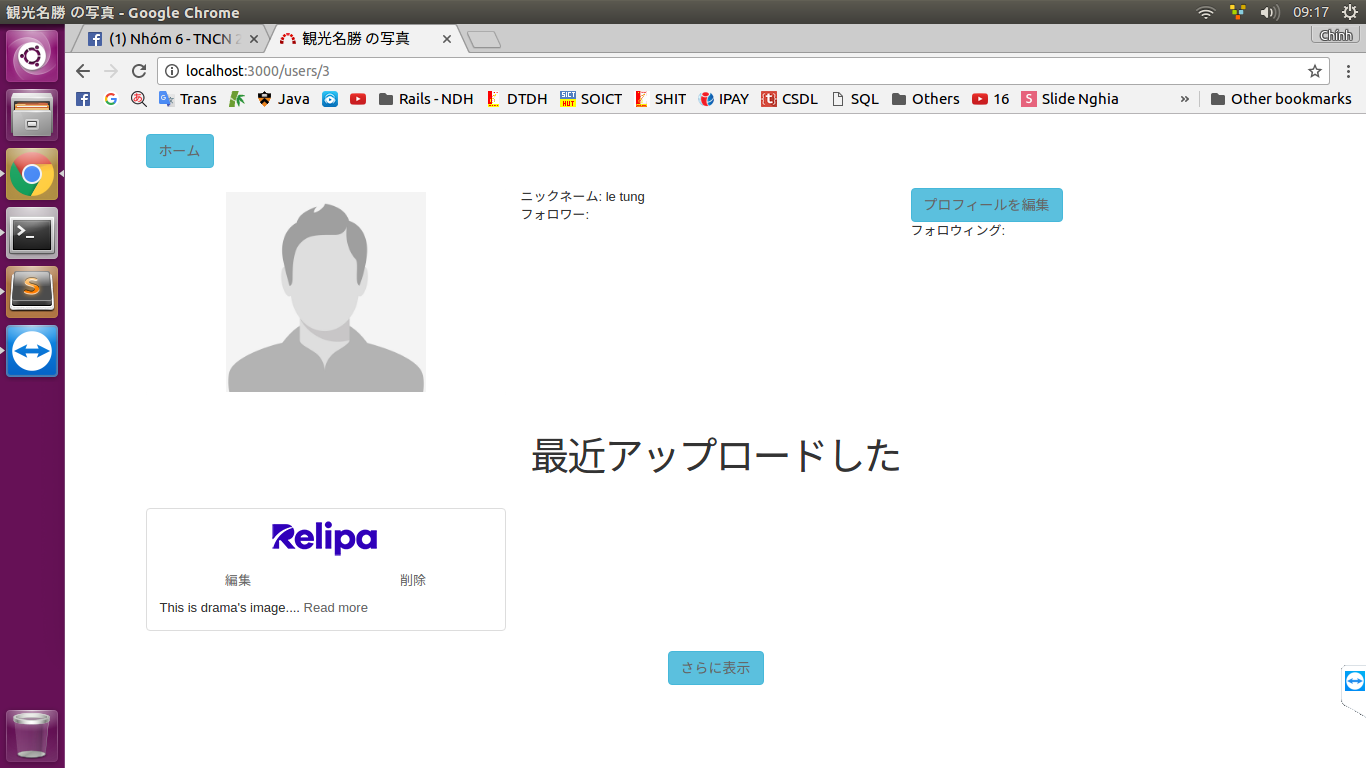 観光名勝 の写真 - Google Chrome
09:17
(1) Nhóm 6 - TNCN 2
観光名勝 の写真
Chính
localhost:3000/users/3
Trans
Java
Rails - NDH
DTDH
SICT
HUT
SOICT
SHIT
IPAY
CSDL
SQL
Others
16
S
Slide Nghia
»
Other bookmarks
ホーム
ニックネーム: le tung
フォロワー:
プロフィールを編集
フォロウィング:
最近アップロードした
Relipa
編集
削除
This is drama's image.... Read more
さらに表示